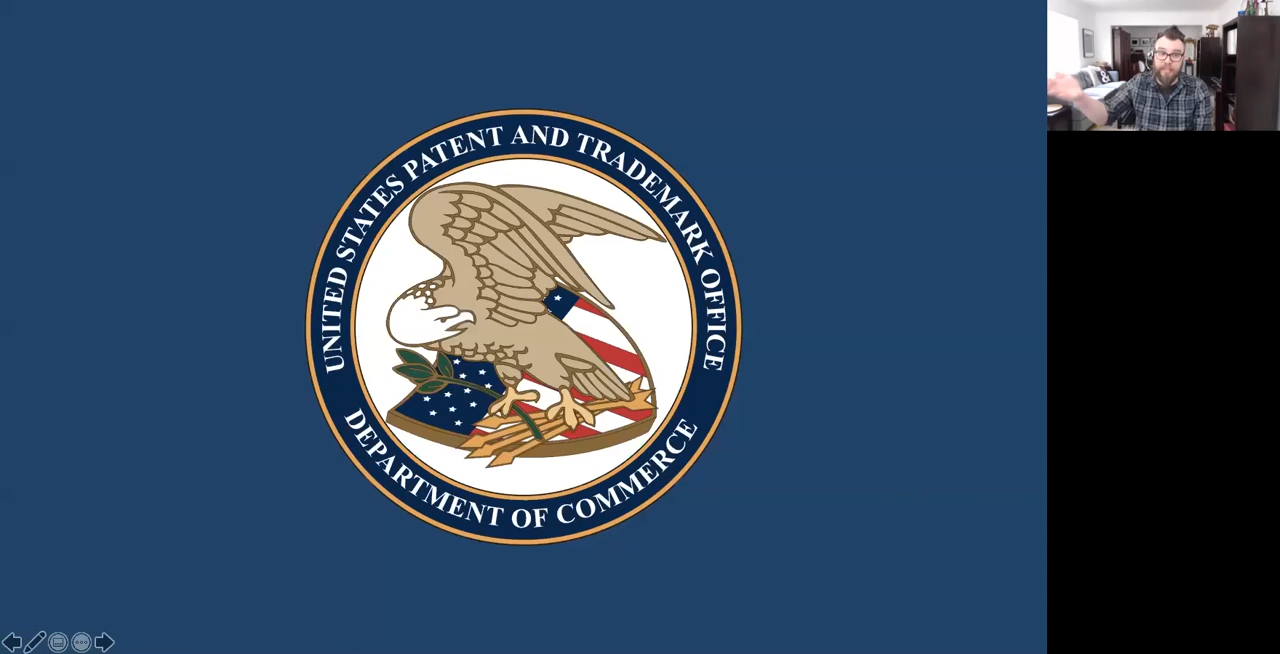 UNITED STATES PATENT AND TRADEMARK OFFICE
DEPARTMENT OF COMMERCE